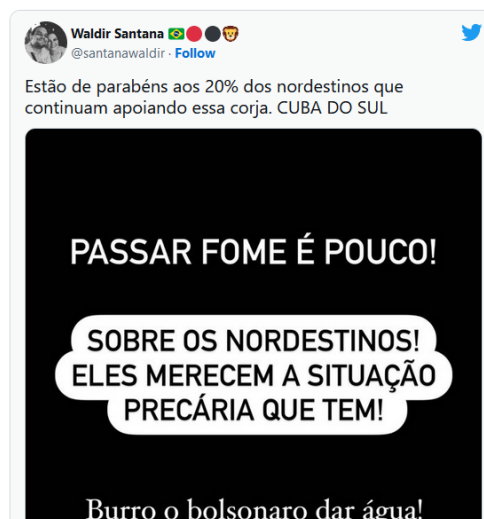 Waldir Santana
@santanawaldir · Follow
Estão de parabéns aos 20% dos nordestinos que
continuam apoiando essa corja. CUBA DO SUL
PASSAR FOME É POUCO!
SOBRE OS NORDESTINOS!
ELES MERECEM A SITUAÇÃO
PRECÁRIA QUE TEM!
Burro o bolsonaro dar água!